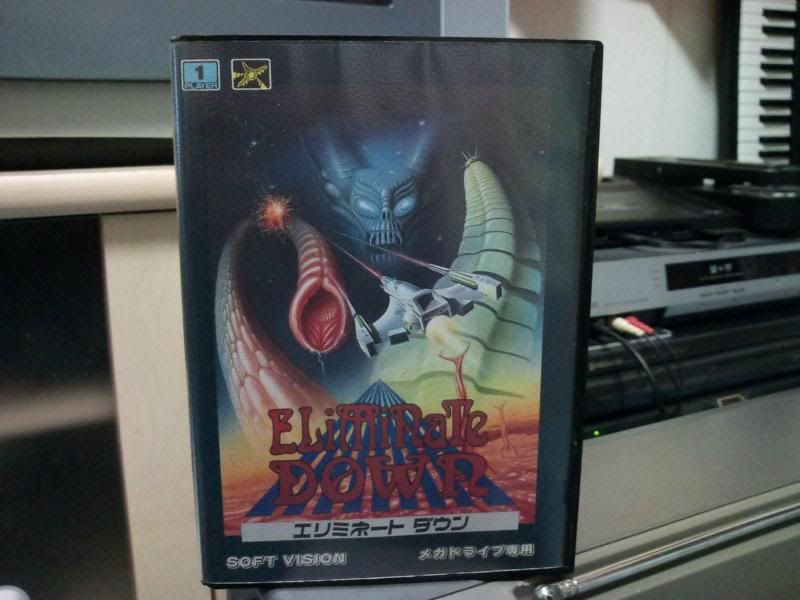 1
PLAYER
ELiMiNaTe
DOWN
エリミネート ダウン
SOFT VISION
メガドライブ専用